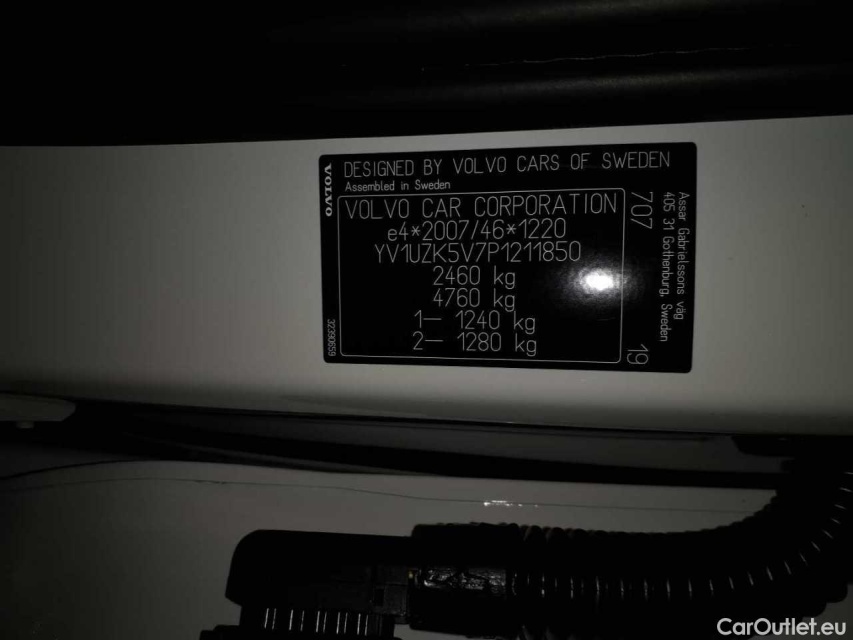 VOLVO
DESIGNED BY VOLVO CARS OF SWEDEN
Assembled in Sweden
VOLVO CAR CORPORATION
e4*2007/46*1220
YV1UZK5V7P1211850
2460 kg
4760 kg
1– 1240 kg
2– 1280 kg
32390659
707
19
Assar Gabrielssons väg
405 31 Gothenburg, Sweden
CarOutlet.eu